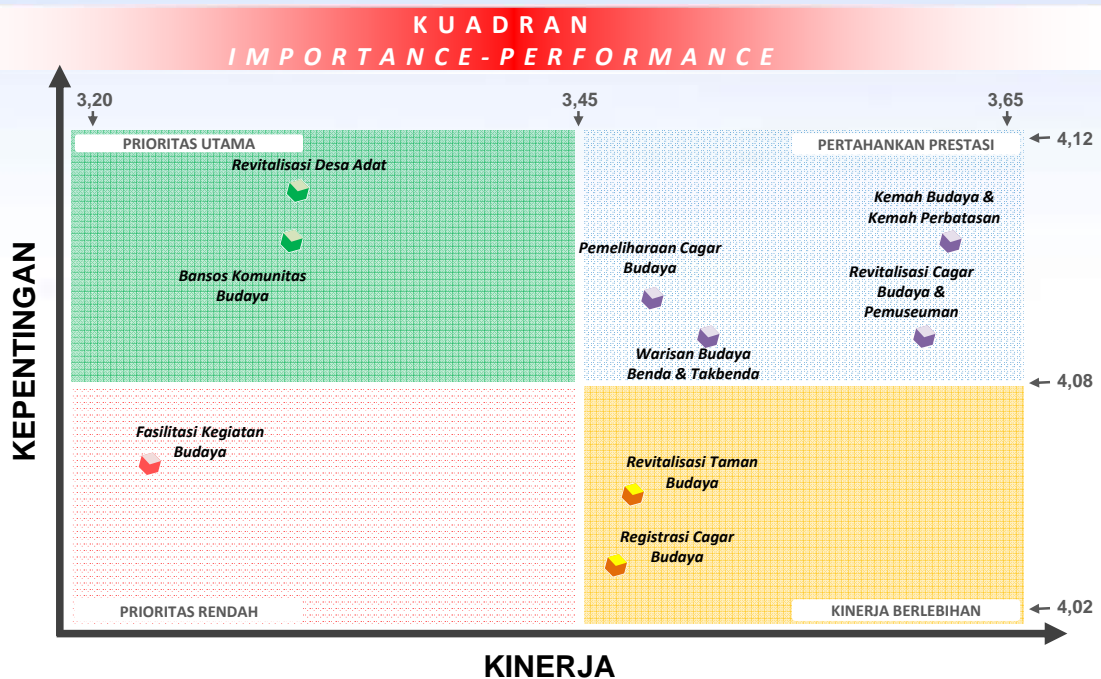 KUADRAN
IMPORTANCE-PERFORMANCE
3,20
3,45
3,65
4,12
PRIORITAS UTAMA
PERTAHANKAN PRESTASI
Revitalisasi Desa Adat
Kemah Budaya &
Kemah Perbatasan
Pemeliharaan Cagar
Budaya
Bansos Komunitas
Budaya
Revitalisasi Cagar
Budaya &
Pemuseuman
Warisan Budaya
Benda & Takbenda
4,08
KEPENTINGAN
Fasilitasi Kegiatan
Budaya
Revitalisasi Taman
Budaya
Registrasi Cagar
Budaya
PRIORITAS RENDAH
KINERJA BERLEBIHAN
4,02
KINERJA